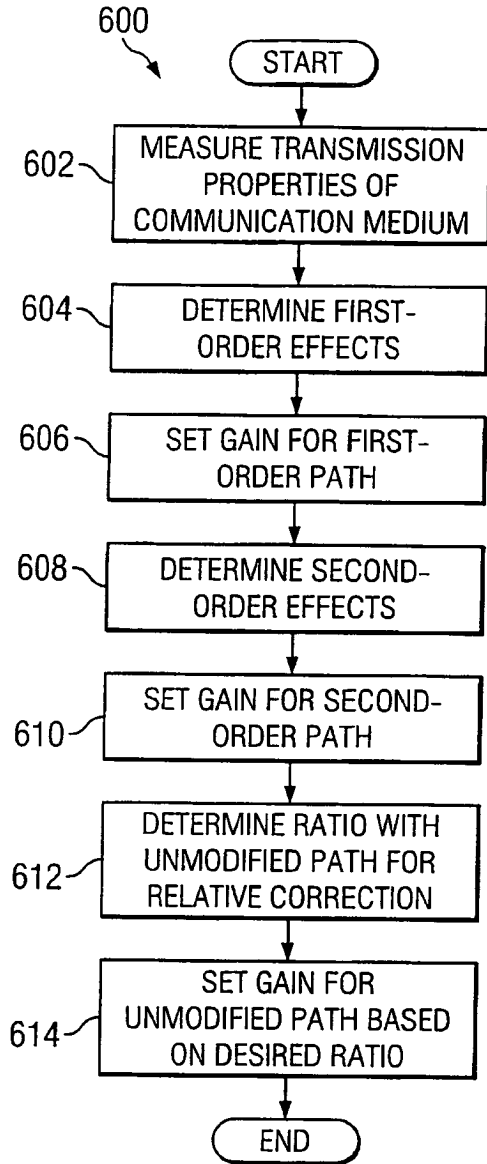 600
START
602
MEASURE TRANSMISSION
PROPERTIES OF
COMMUNICATION MEDIUM
604
DETERMINE FIRST-
ORDER EFFECTS
606
SET GAIN FOR FIRST-
ORDER PATH
608
DETERMINE SECOND-
ORDER EFFECTS
610
SET GAIN FOR SECOND-
ORDER PATH
612
DETERMINE RATIO WITH
UNMODIFIED PATH FOR
RELATIVE CORRECTION
614
SET GAIN FOR
UNMODIFIED PATH BASED
ON DESIRED RATIO
END